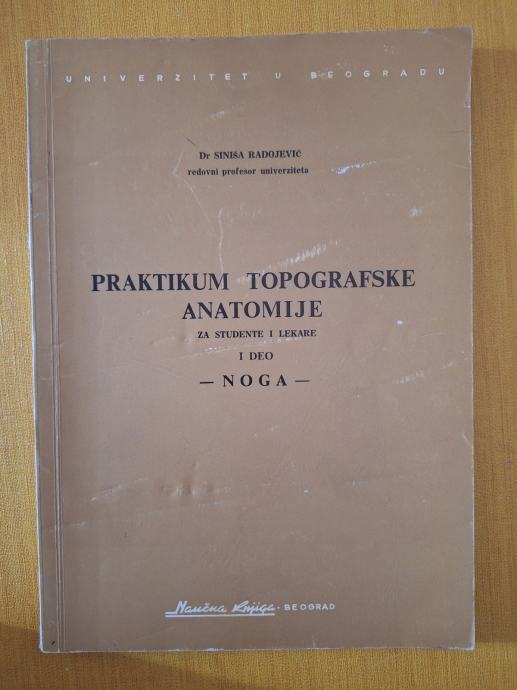 UNIVERZITET U BEOGRADU
Dr SINIŠA RADOJEVIĆ
redovni profesor univerziteta
PRAKTIKUM TOPOGRAFSKE
ANATOMIJE
ZA STUDENTE I LEKARE
I DEO
— NOGA —
Naučna Knjiga · BEOGRAD